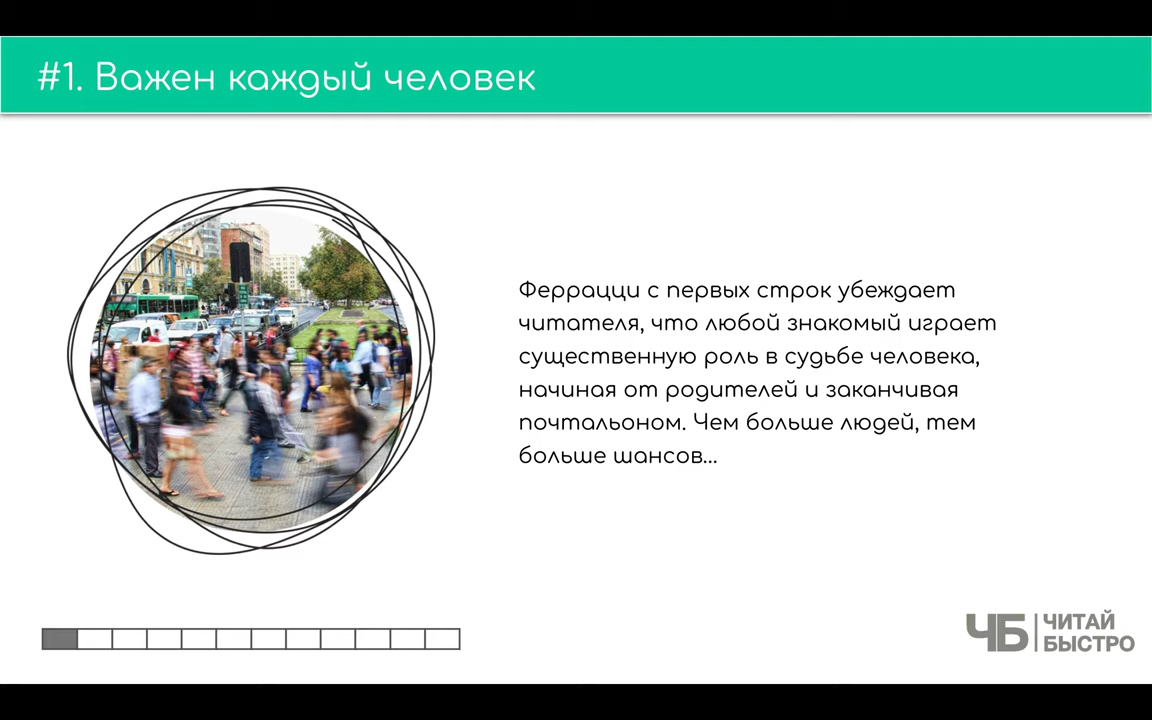 #1. Важен каждый человек
Феррацци с первых строк убеждает
читателя, что любой знакомый играет
существенную роль в судьбе человека,
начиная от родителей и заканчивая
почтальоном. Чем больше людей, тем
больше шансов...
ЧБ | ЧИТАЙ
БЫСТРО